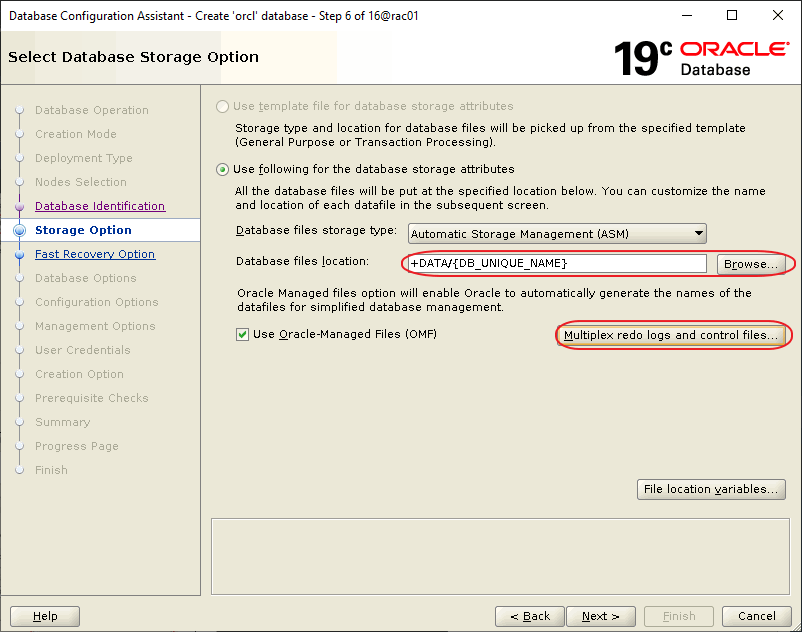 Database Configuration Assistant - Create 'orcl' database - Step 6 of 16@rac01
Select Database Storage Option
19c ORACLE
Database
Database Operation
Creation Mode
Deployment Type
Nodes Selection
Database Identification
Storage Option
Fast Recovery Option
Database Options
Configuration Options
Management Options
User Credentials
Creation Option
Prerequisite Checks
Summary
Progress Page
Finish
Use template file for database storage attributes
Storage type and location for database files will be picked up from the specified template
(General Purpose or Transaction Processing).
Use following for the database storage attributes
All the database files will be put at the specified location below. You can customize the name
and location of each datafile in the subsequent screen.
Database files storage type: Automatic Storage Management (ASM)
Database files location: +DATA/{DB_UNIQUE_NAME} Browse...
Oracle Managed files option will enable Oracle to automatically generate the names of the
datafiles for simplified database management.
Use Oracle-Managed Files (OMF) Multiplex redo logs and control files...
File location variables...
Help < Back Next > Finish Cancel